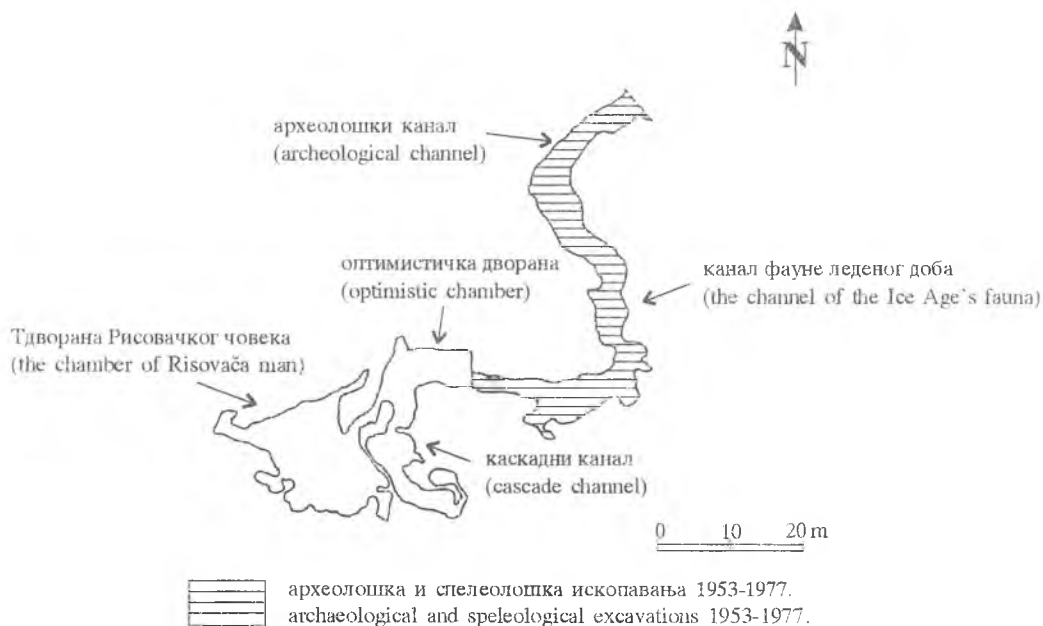 N
археолошки канал
(archeological channel)
оптимистичка дворана
(optimistic chamber)
канал фауне леденог доба
(the channel of the Ice Age's fauna)
Тдворана Рисовачког човека
(the chamber of Risovača man)
каскадни канал
(cascade channel)
0 10 20 m
археолошка и спелеолошка ископавања 1953-1977.
archaeological and speleological excavations 1953-1977.